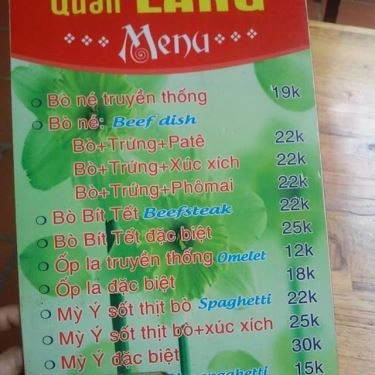 Quán LÀNG
Menu
Bò né truyền thống 19k
Bò né: Beef dish
Bò+Trứng+Patê 22k
Bò+Trứng+Xúc xích 22k
Bò+Trứng+Phômai 22k
Bò Bít Tết Beefsteak 22k
Bò Bít Tết đặc biệt 25k
Ốp la truyền thống Omelet 12k
Ốp la đặc biệt 18k
Mỳ Ý sốt thịt bò Spaghetti 22k
Mỳ Ý sốt thịt bò+xúc xích 25k
Mỳ Ý đặc biệt 30k
spaghetti 15k